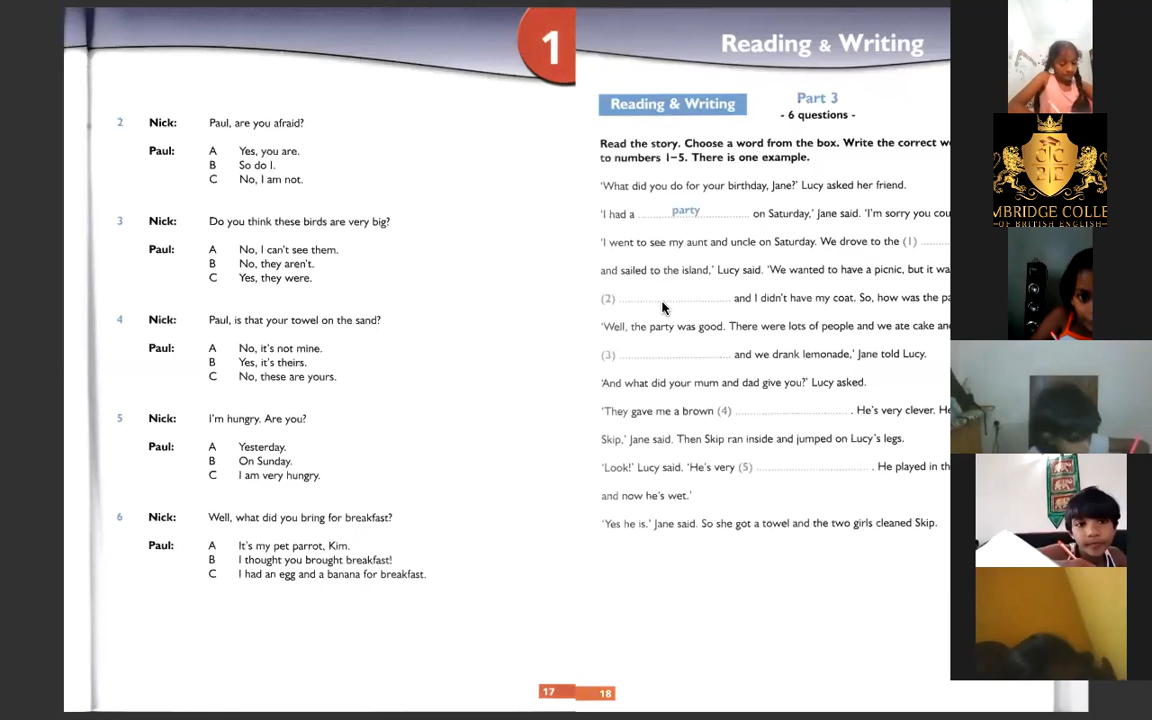 1
2 Nick: Paul, are you afraid?
Paul: A Yes, you are.
B So do I.
C No, I am not.
3 Nick: Do you think these birds are very big?
Paul: A No, I can't see them.
B No, they aren't.
C Yes, they were.
4 Nick: Paul, is that your towel on the sand?
Paul: A No, it's not mine.
B Yes, it's theirs.
C No, these are yours.
5 Nick: I'm hungry. Are you?
Paul: A Yesterday.
B On Sunday.
C I am very hungry.
6 Nick: Well, what did you bring for breakfast?
Paul: A It's my pet parrot, Kim.
B I thought you brought breakfast!
C I had an egg and a banana for breakfast.
17
Reading & Writing
Reading & Writing Part 3
- 6 questions -
Read the story. Choose a word from the box. Write the correct
to numbers 1–5. There is one example.
'What did you do for your birthday, Jane?' Lucy asked her friend.
'I had a party on Saturday,' Jane said. 'I'm sorry you
'I went to see my aunt and uncle on Saturday. We drove to the (1)
and sailed to the island,' Lucy said. 'We wanted to have a picnic, but it
(2) and I didn't have my coat. So, how was the
'Well, the party was good. There were lots of people and we ate cake
(3) and we drank lemonade,' Jane told Lucy.
'And what did your mum and dad give you?' Lucy asked.
'They gave me a brown (4) . He's very clever.
Skip,' Jane said. Then Skip ran inside and jumped on Lucy's legs.
'Look!' Lucy said. 'He's very (5) . He played in
and now he's wet.'
'Yes he is.' Jane said. So she got a towel and the two girls cleaned Skip.
18
MBRIDGE COLLE
OF BRITISH ENGLISH